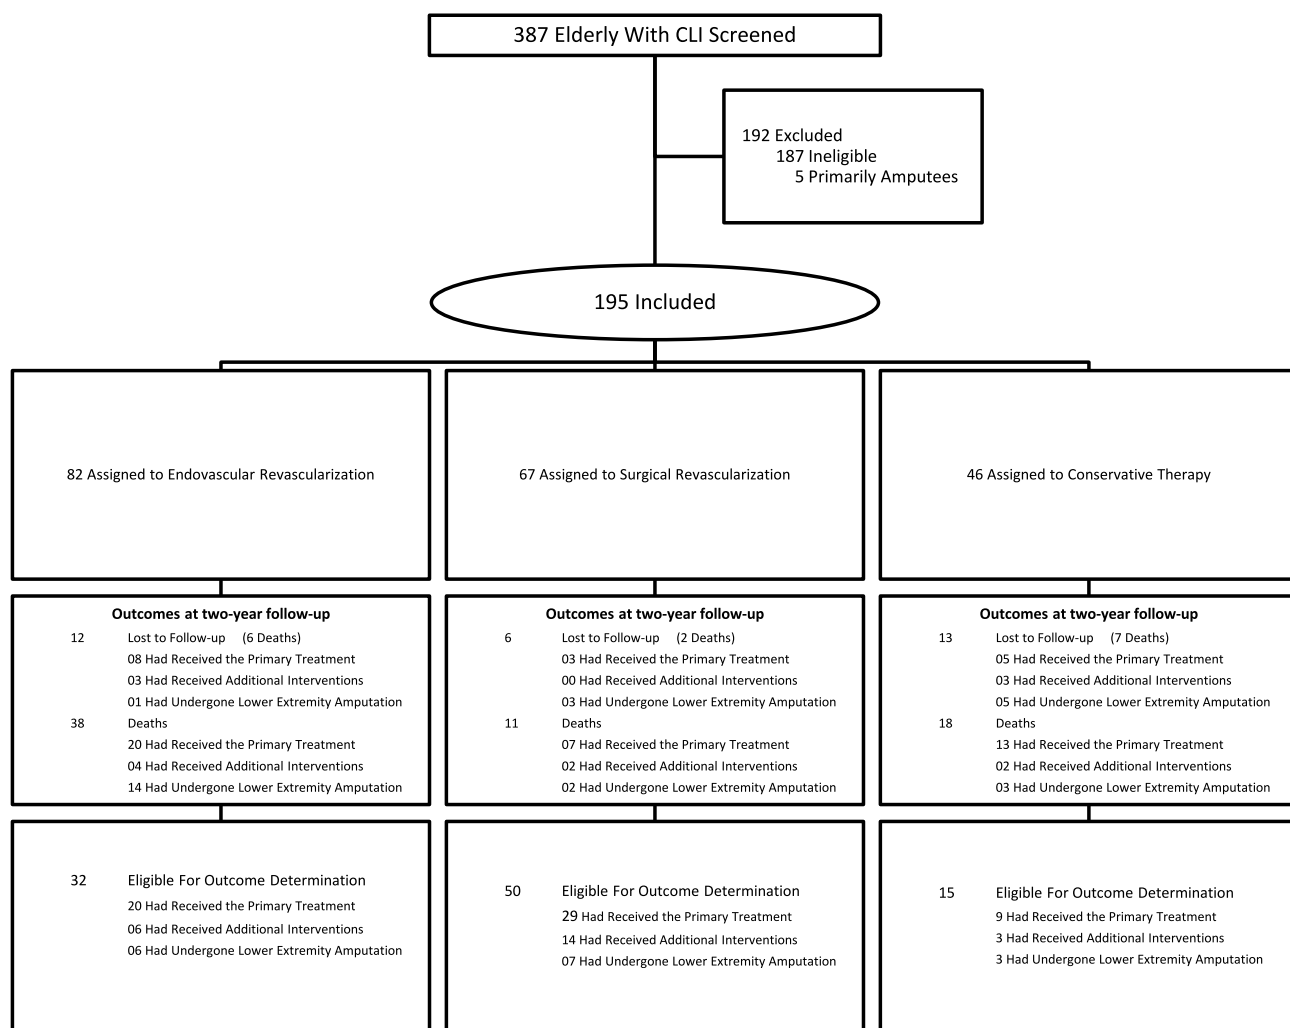 387 Elderly With CLI Screened
192 Excluded
187 Ineligible
5 Primarily Amputees
195 Included
82 Assigned to Endovascular Revascularization
67 Assigned to Surgical Revascularization
46 Assigned to Conservative Therapy
Outcomes at two-year follow-up
12 Lost to Follow-up (6 Deaths)
08 Had Received the Primary Treatment
03 Had Received Additional Interventions
01 Had Undergone Lower Extremity Amputation
38 Deaths
20 Had Received the Primary Treatment
04 Had Received Additional Interventions
14 Had Undergone Lower Extremity Amputation
Outcomes at two-year follow-up
6 Lost to Follow-up (2 Deaths)
03 Had Received the Primary Treatment
00 Had Received Additional Interventions
03 Had Undergone Lower Extremity Amputation
11 Deaths
07 Had Received the Primary Treatment
02 Had Received Additional Interventions
02 Had Undergone Lower Extremity Amputation
Outcomes at two-year follow-up
13 Lost to Follow-up (7 Deaths)
05 Had Received the Primary Treatment
03 Had Received Additional Interventions
05 Had Undergone Lower Extremity Amputation
18 Deaths
13 Had Received the Primary Treatment
02 Had Received Additional Interventions
03 Had Undergone Lower Extremity Amputation
32 Eligible For Outcome Determination
20 Had Received the Primary Treatment
06 Had Received Additional Interventions
06 Had Undergone Lower Extremity Amputation
50 Eligible For Outcome Determination
29 Had Received the Primary Treatment
14 Had Received Additional Interventions
07 Had Undergone Lower Extremity Amputation
15 Eligible For Outcome Determination
9 Had Received the Primary Treatment
3 Had Received Additional Interventions
3 Had Undergone Lower Extremity Amputation